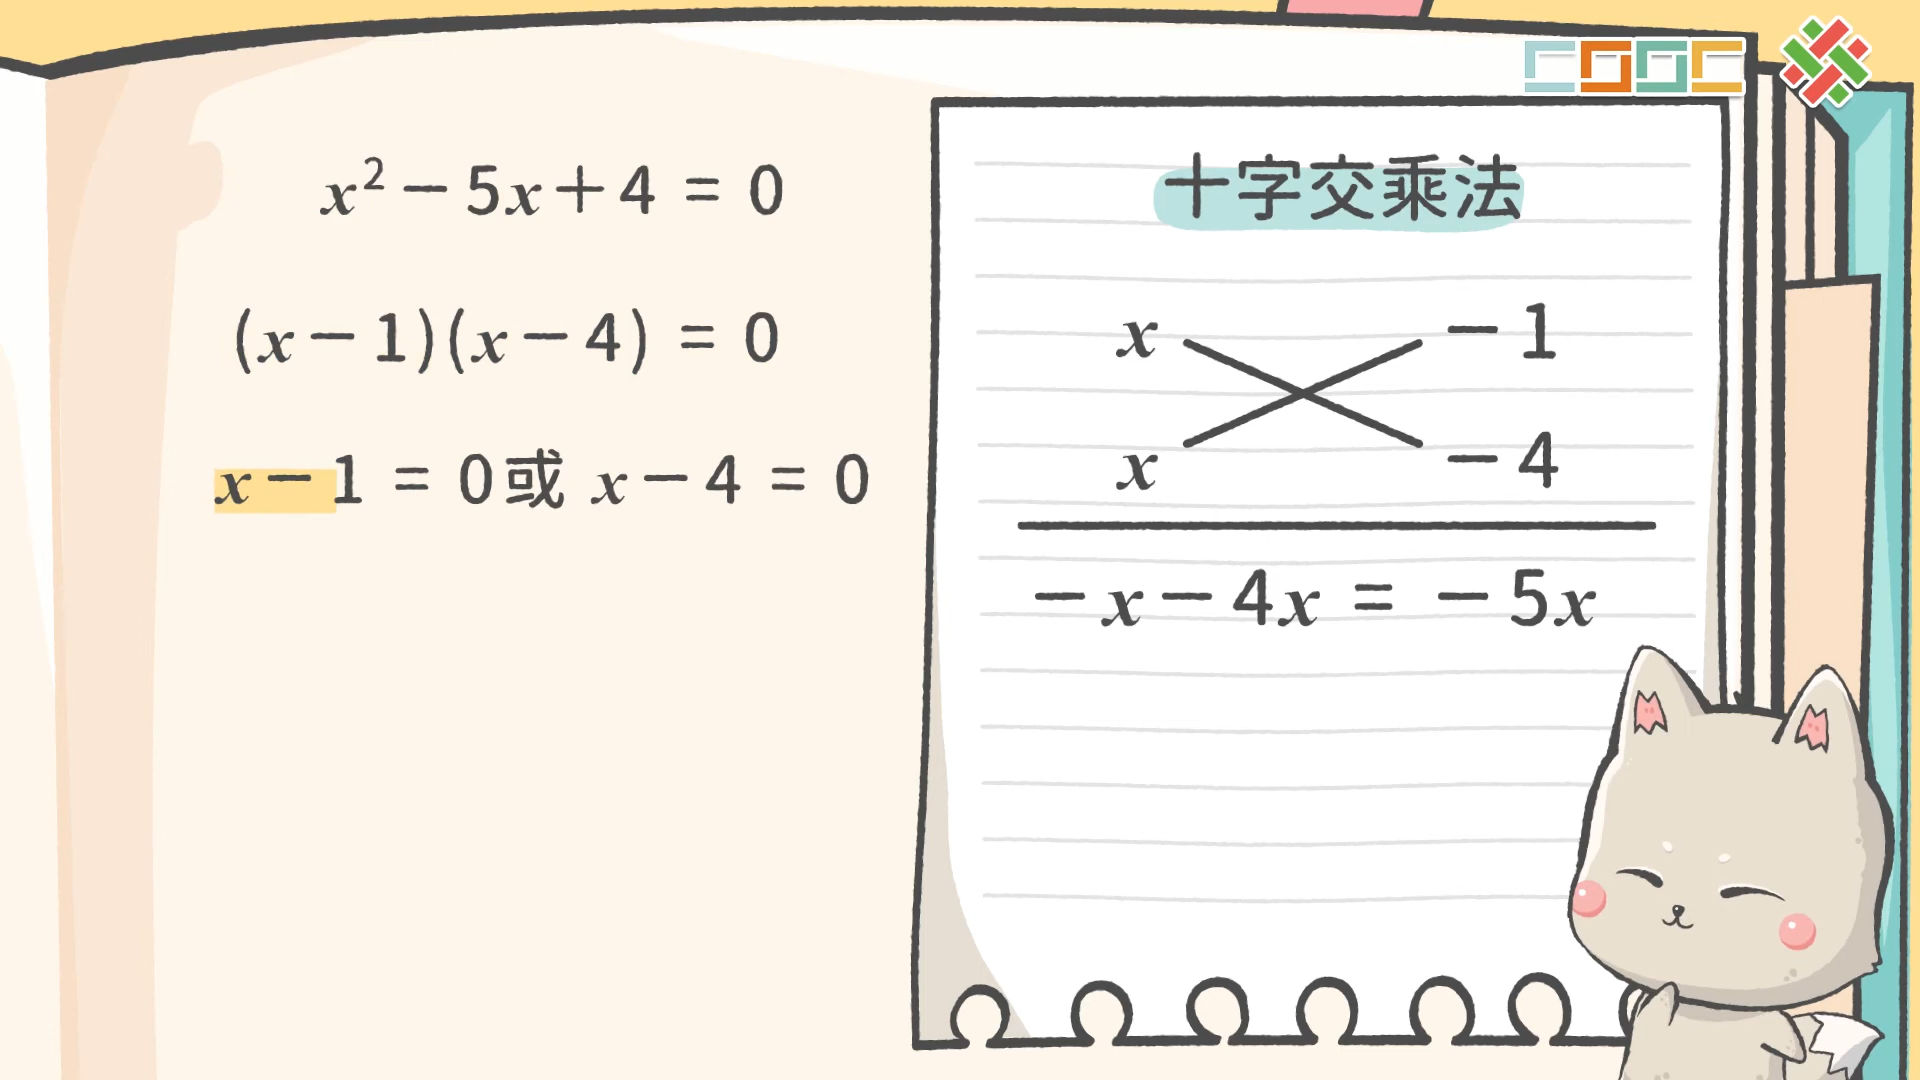 COOC
x² − 5x + 4 = 0
(x − 1)(x − 4) = 0
x − 1 = 0或 x − 4 = 0
十字交乘法
x − 1
x − 4
− x − 4x = − 5x